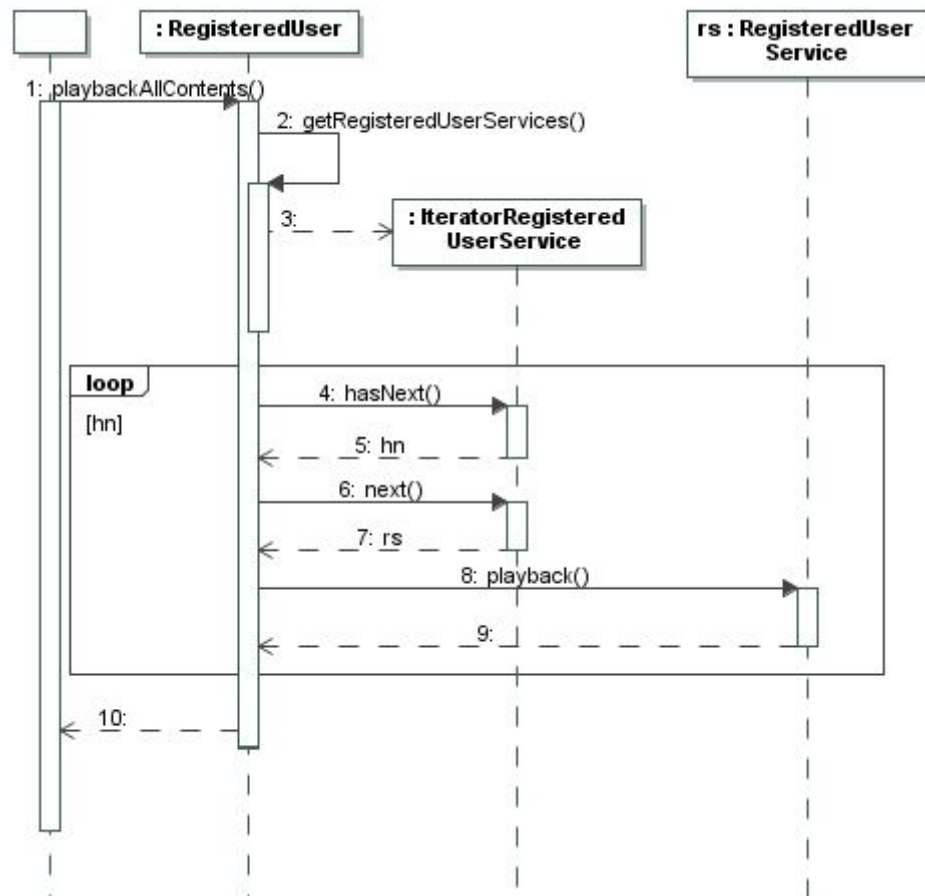 : RegisteredUser
rs : RegisteredUser
Service
1: playbackAllContents()
2: getRegisteredUserServices()
3:
: IteratorRegistered
UserService
loop
[hn]
4: hasNext()
5: hn
6: next()
7: rs
8: playback()
9:
10: